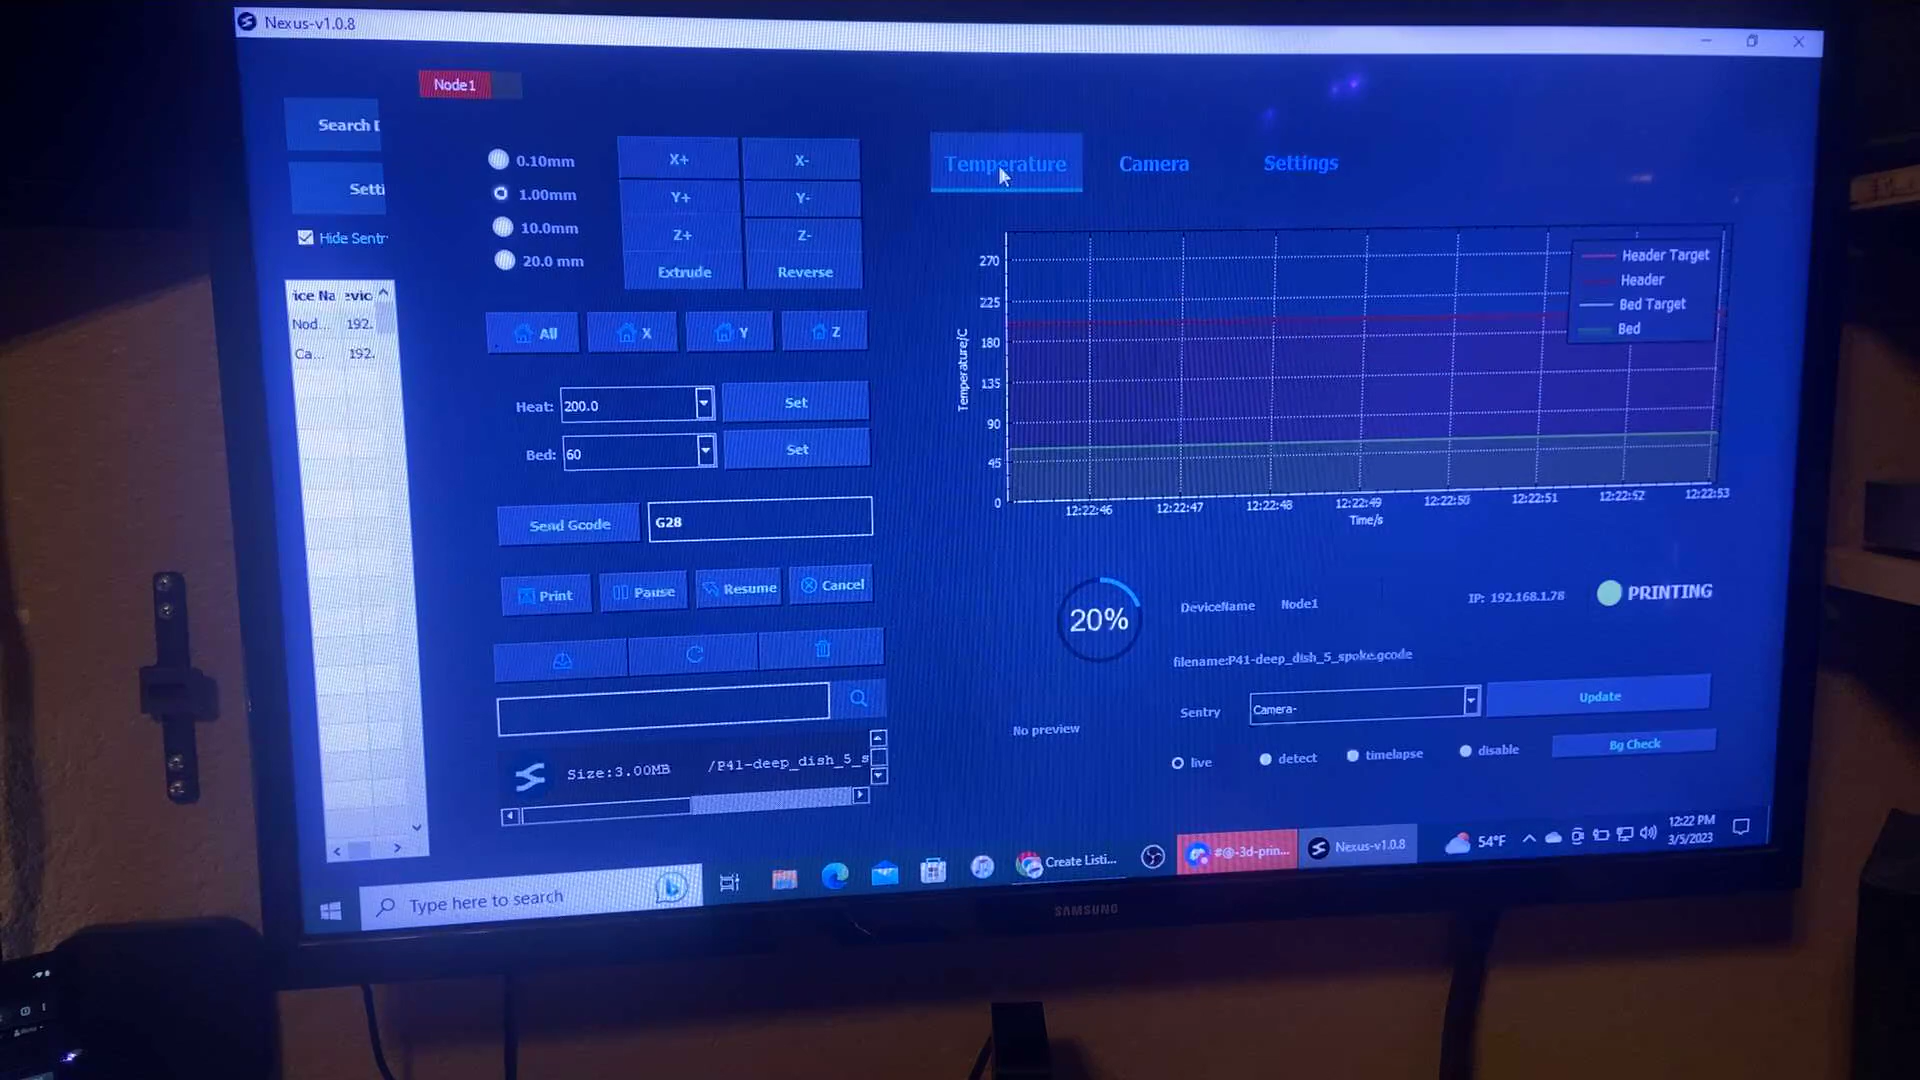 Nexus-v1.0.8
Node1
Search D
Setti
Hide Sentr
ice Na evic
Nod... 192.
Ca... 192.
0.10mm
1.00mm
10.0mm
20.0 mm
X+ X-
Y+ Y-
Z+ Z-
Extrude Reverse
All X Y Z
Heat: 200.0 Set
Bed: 60 Set
Send Gcode G28
Print Pause Resume Cancel
Size:3.00MB /P41-deep_dish_5_s
Temperature Camera Settings
Temperature/C
270
225
180
135
90
45
0
Header Target
Header
Bed Target
Bed
12:22:46 12:22:47 12:22:48 12:22:49 12:22:50 12:22:51 12:22:52 12:22:53
Time/s
20%
DeviceName Node1 IP: 192.168.1.78 PRINTING
filename:P41-deep_dish_5_spoke.gcode
Sentry Camera- Update
No preview
live detect timelapse disable Bg Check
Type here to search
Create Listi...
#@-3d-prin...
Nexus-v1.0.8
54°F
12:22 PM
3/5/2023
SAMSUNG